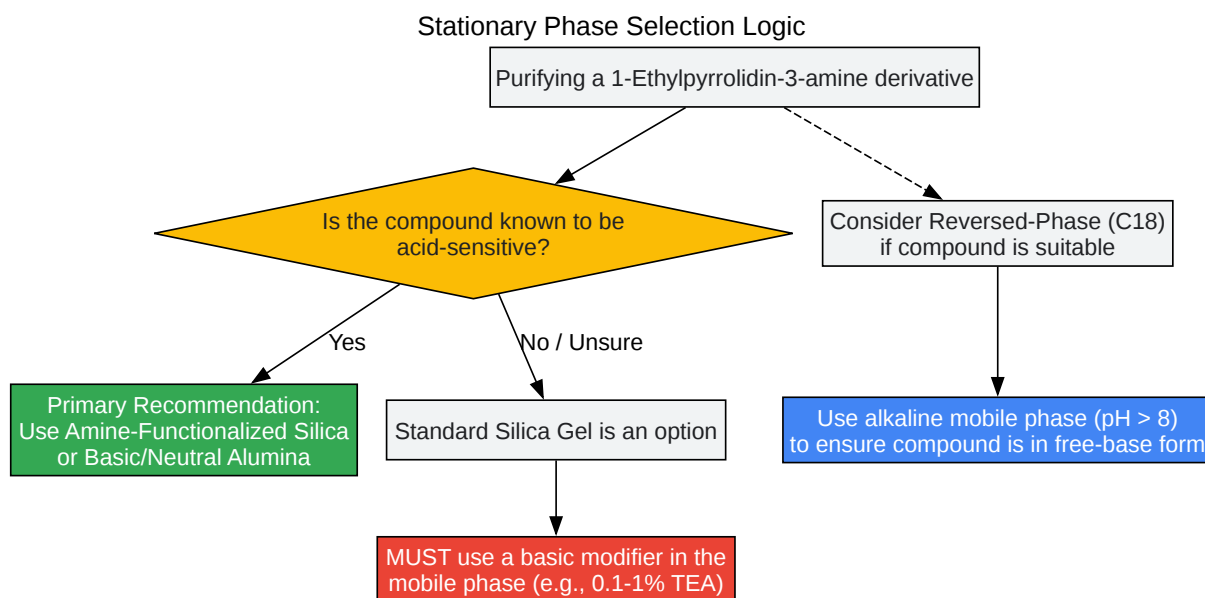 Stationary Phase Selection Logic
Purifying a 1-Ethylpyrrolidin-3-amine derivative
Is the compound known to be
acid-sensitive?
Consider Reversed-Phase (C18)
if compound is suitable
Yes
No / Unsure
Primary Recommendation:
Use Amine-Functionalized Silica
or Basic/Neutral Alumina
Standard Silica Gel is an option
Use alkaline mobile phase (pH > 8)
to ensure compound is in free-base form
MUST use a basic modifier in the
mobile phase (e.g., 0.1-1% TEA)